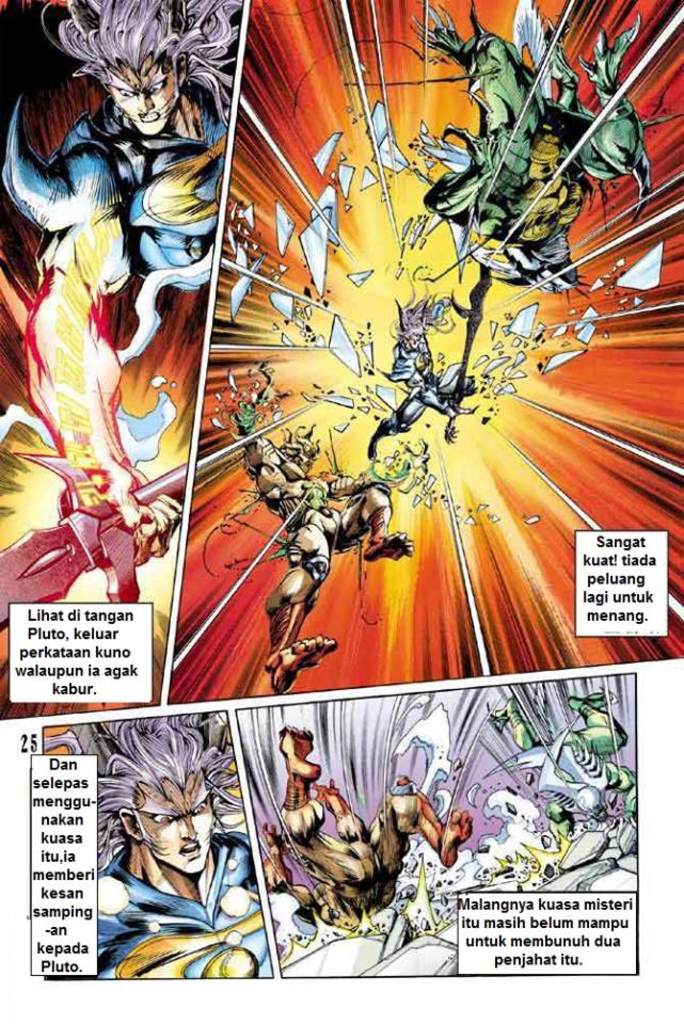 Lihat di tangan
Pluto, keluar
perkataan kuno
walaupun ia agak
kabur.
Sangat
kuat! tiada
peluang
lagi untuk
menang.
25
Dan
selepas
menggu-
nakan
kuasa
itu,ia
memberi
kesan
samping
-an
kepada
Pluto.
Malangnya kuasa misteri
itu masih belum mampu
untuk membunuh dua
penjahat itu.